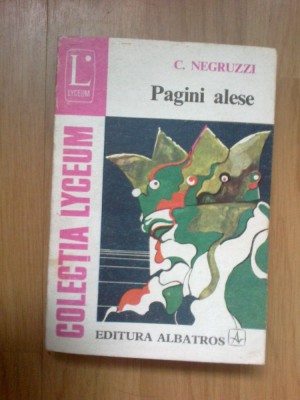 L
LYCEUM
C. NEGRUZZI
Pagini alese
COLECȚIA LYCEUM
EDITURA ALBATROS